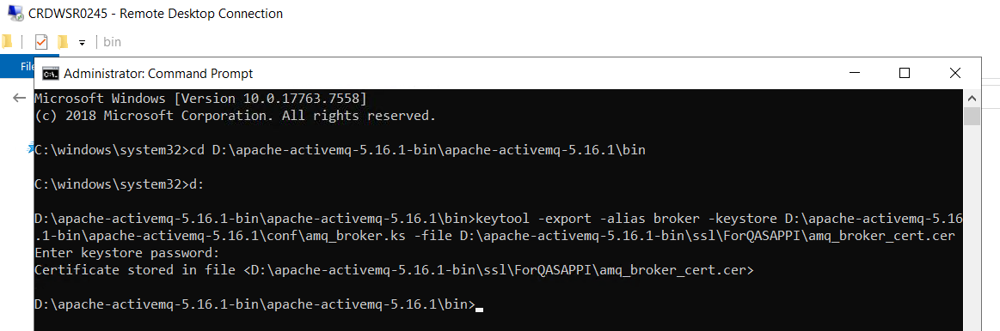 CRDWSR0245 - Remote Desktop Connection
bin
File
Administrator: Command Prompt
Microsoft Windows [Version 10.0.17763.7558]
(c) 2018 Microsoft Corporation. All rights reserved.
C:\windows\system32>cd D:\apache-activemq-5.16.1-bin\apache-activemq-5.16.1\bin
C:\windows\system32>d:
D:\apache-activemq-5.16.1-bin\apache-activemq-5.16.1\bin>keytool -export -alias broker -keystore D:\apache-activemq-5.16
.1-bin\apache-activemq-5.16.1\conf\amq_broker.ks -file D:\apache-activemq-5.16.1-bin\ssl\ForQASAPPI\amq_broker_cert.cer
Enter keystore password:
Certificate stored in file <D:\apache-activemq-5.16.1-bin\ssl\ForQASAPPI\amq_broker_cert.cer>
D:\apache-activemq-5.16.1-bin\apache-activemq-5.16.1\bin>